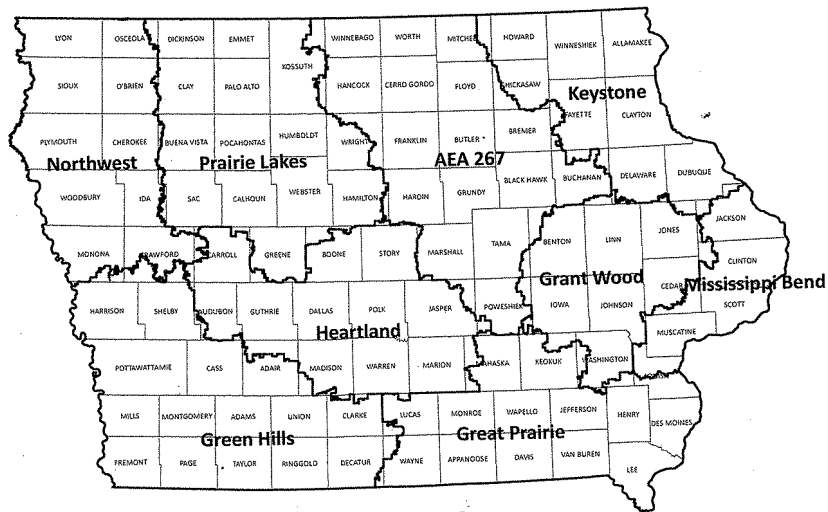 LYON OSCEOLA DICKINSON EMMET WINNEBAGO WORTH MITCHEL HOWARD WINNESHIEK ALLAMAKEE
KOSSUTH
SIOUX O'BRIEN CLAY PALO ALTO HANCOCK CERRO GORDO FLOYD CHICKASAW
Keystone
FAYETTE CLAYTON
PLYMOUTH CHEROKEE BUENA VISTA POCAHONTAS HUMBOLDT WRIGHT FRANKLIN BUTLER BREMER
Northwest Prairie Lakes AEA 267
WOODBURY IDA SAC CALHOUN WEBSTER HAMILTON HARDIN GRUNDY BLACK HAWK BUCHANAN DELAWARE DUBUQUE
JACKSON
MONONA CRAWFORD CARROLL GREENE BOONE STORY MARSHALL TAMA BENTON LINN JONES
CLINTON
Grant Wood Mississippi Bend
CEDAR
HARRISON SHELBY AUDUBON GUTHRIE DALLAS POLK JASPER POWESHIEK IOWA JOHNSON SCOTT
Heartland
MUSCATINE
POTTAWATTAMIE CASS ADAIR MADISON WARREN MARION MAHASKA KEOKUK WASHINGTON
MILLS MONTGOMERY ADAMS UNION CLARKE LUCAS MONROE WAPELLO JEFFERSON HENRY
DES MOINES
Green Hills Great Prairie
FREMONT PAGE TAYLOR RINGGOLD DECATUR WAYNE APPANOOSE DAVIS VAN BUREN
LEE